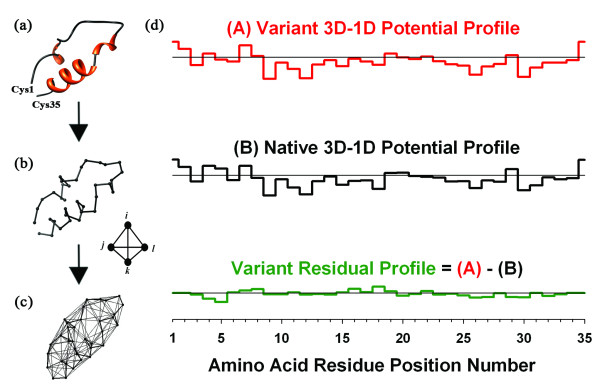 (a)
Cys1
Cys35
(b)
i
j
l
k
(c)
(d)
(A) Variant 3D-1D Potential Profile
(B) Native 3D-1D Potential Profile
Variant Residual Profile = (A) - (B)
1 5 10 15 20 25 30 35
Amino Acid Residue Position Number